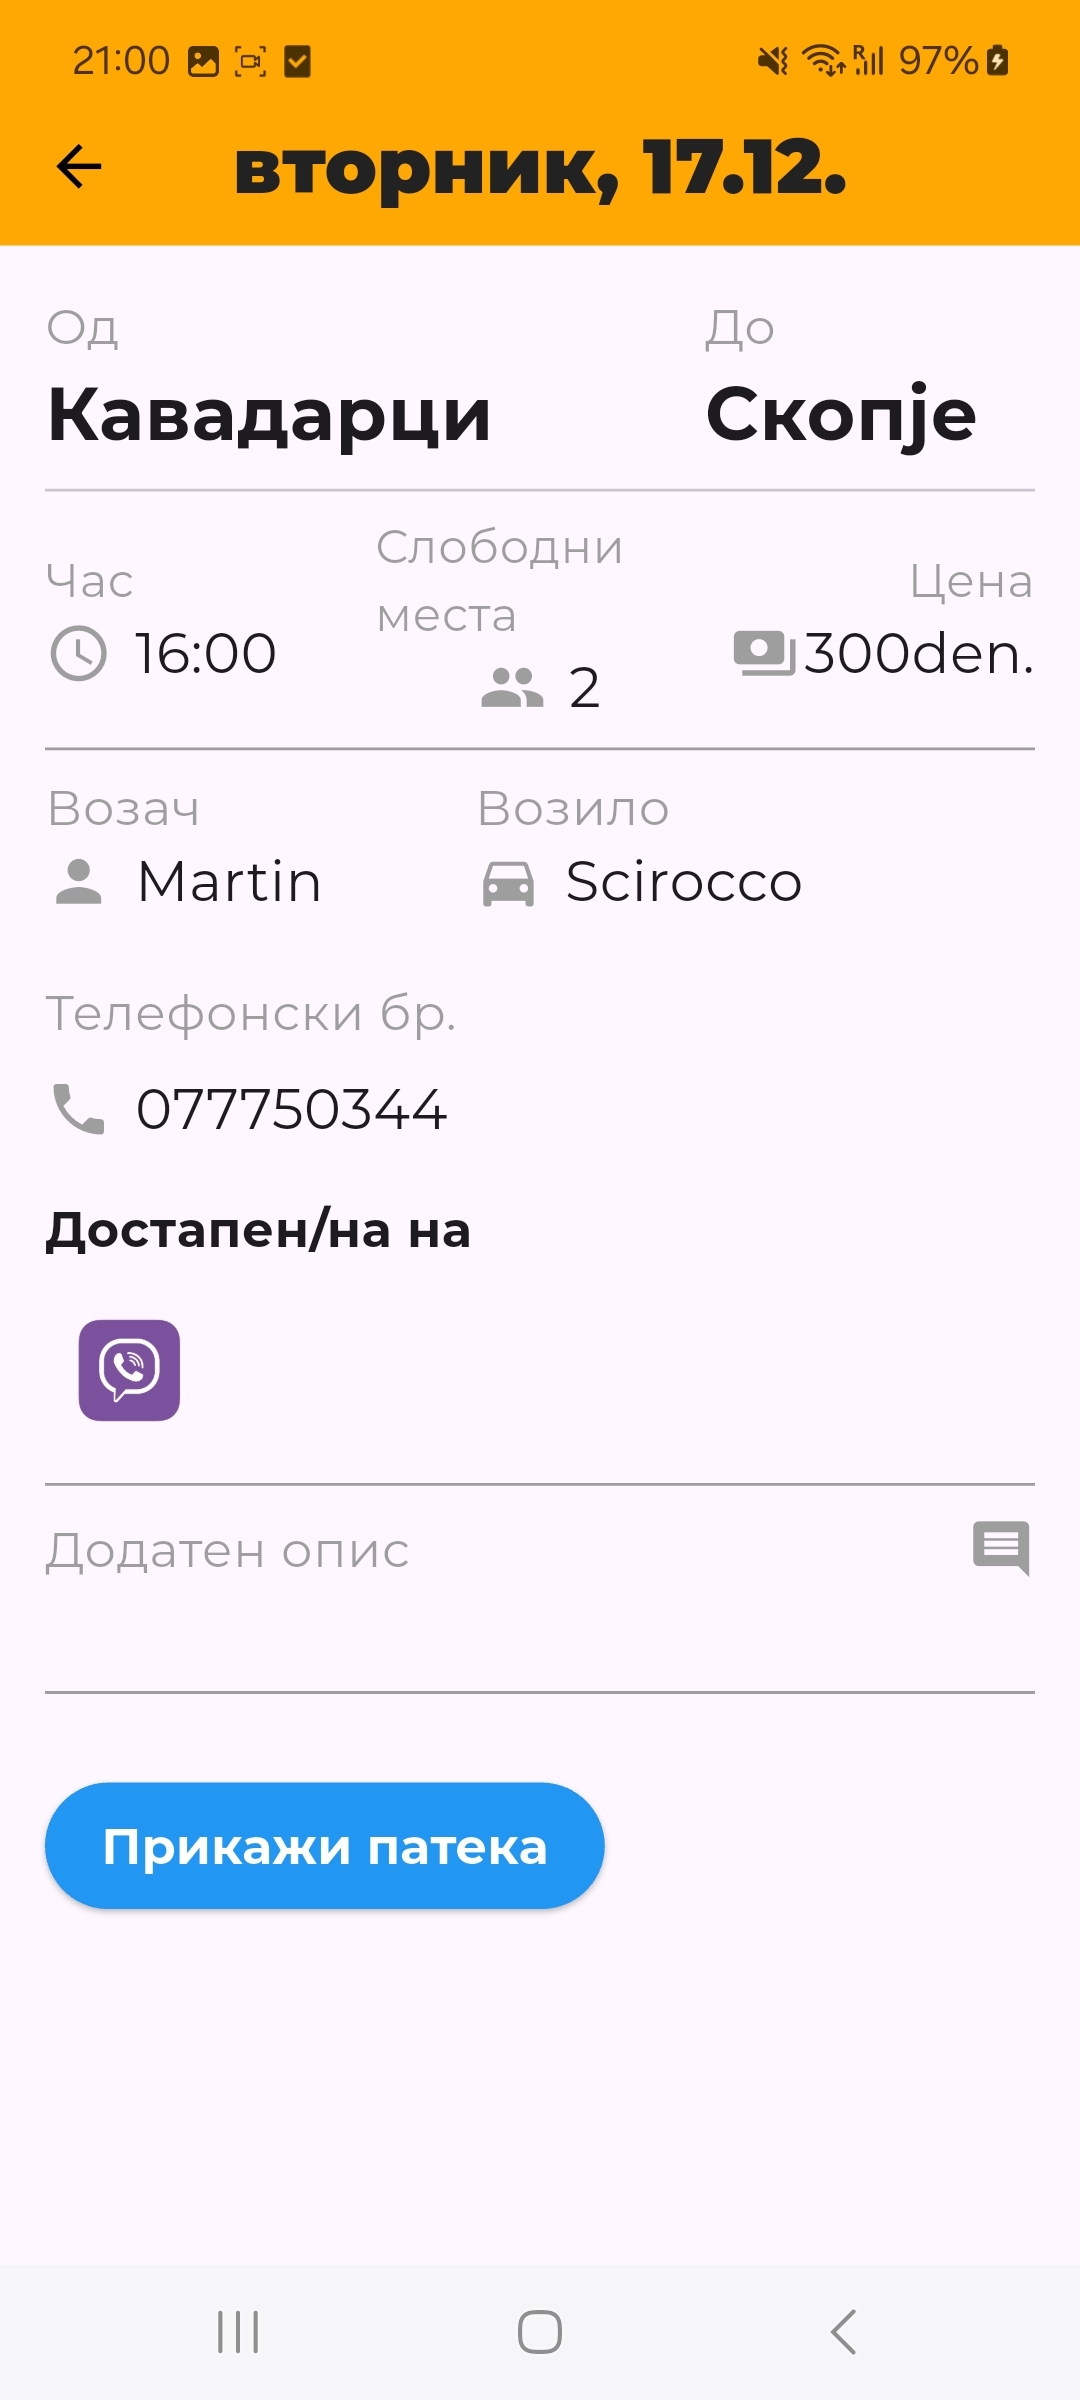 21:00
R 97%
вторник, 17.12.
Од До
Кавадарци Скопје
Час Слободни места Цена
16:00 2 300den.
Возач Возило
Martin Scirocco
Телефонски бр.
077750344
Достапен/на на
Додатен опис
Прикажи патека